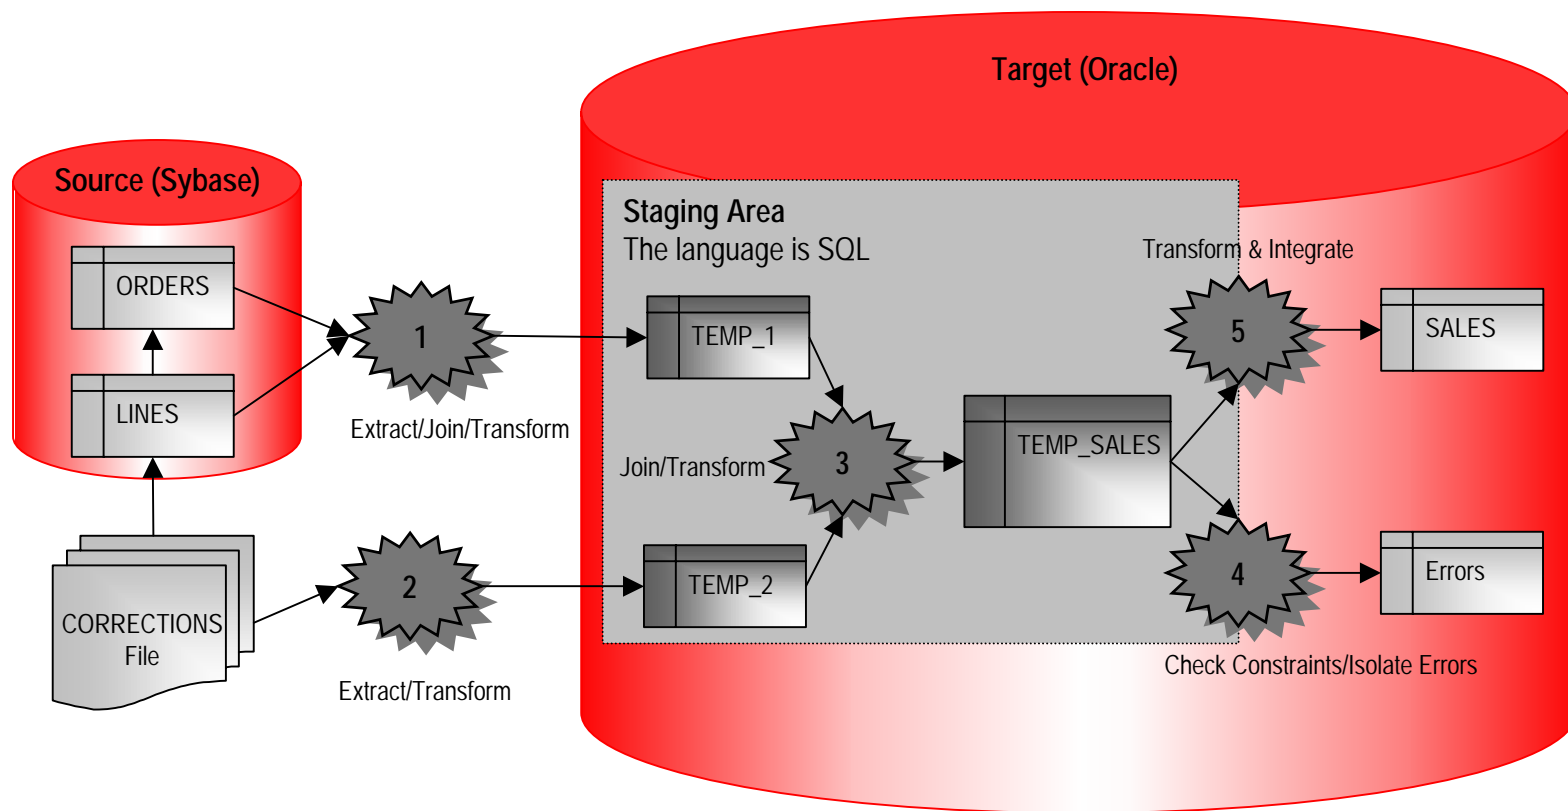 Target (Oracle)
Source (Sybase)
Staging Area
The language is SQL
Transform & Integrate
ORDERS
1
TEMP_1
5
SALES
LINES
Extract/Join/Transform
TEMP_SALES
Join/Transform
3
2
TEMP_2
4
Errors
CORRECTIONS
File
Extract/Transform
Check Constraints/Isolate Errors